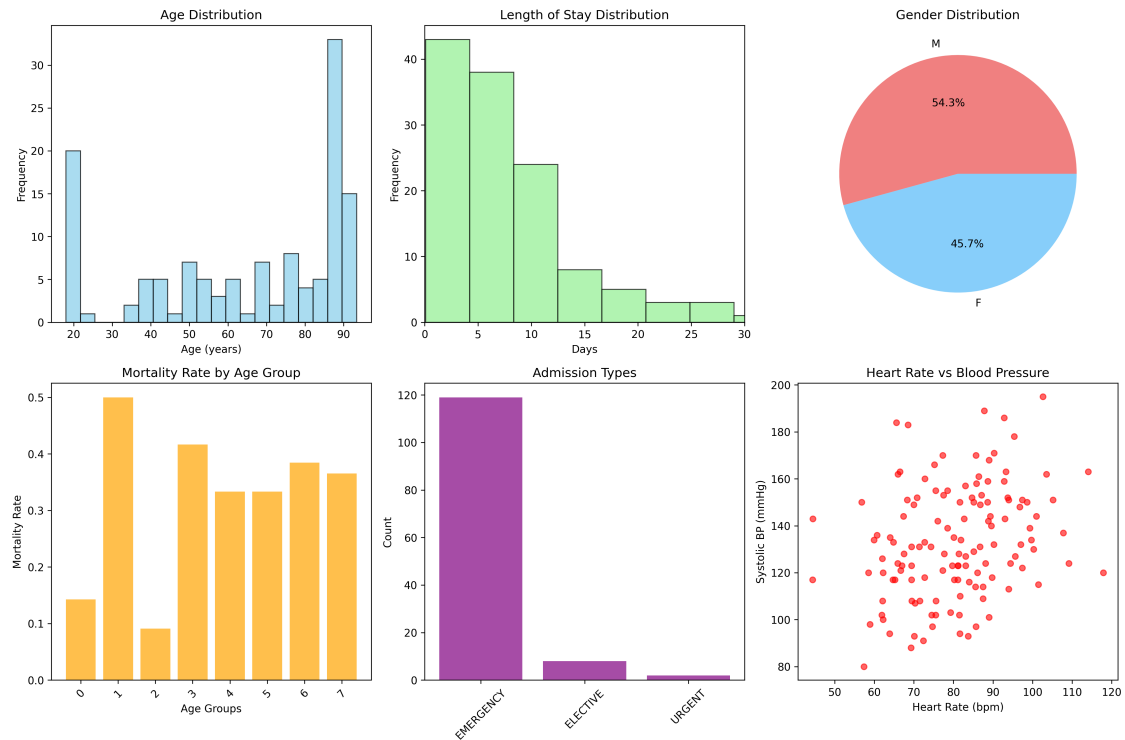 Age Distribution
Frequency
0
5
10
15
20
25
30
20 30 40 50 60 70 80 90
Age (years)
Length of Stay Distribution
Frequency
0
10
20
30
40
0 5 10 15 20 25 30
Days
Gender Distribution
M
54.3%
45.7%
F
Mortality Rate by Age Group
Mortality Rate
0.0
0.1
0.2
0.3
0.4
0.5
0 1 2 3 4 5 6 7
Age Groups
Admission Types
Count
0
20
40
60
80
100
120
EMERGENCY ELECTIVE URGENT
Heart Rate vs Blood Pressure
Systolic BP (mmHg)
80
100
120
140
160
180
200
50 60 70 80 90 100 110 120
Heart Rate (bpm)